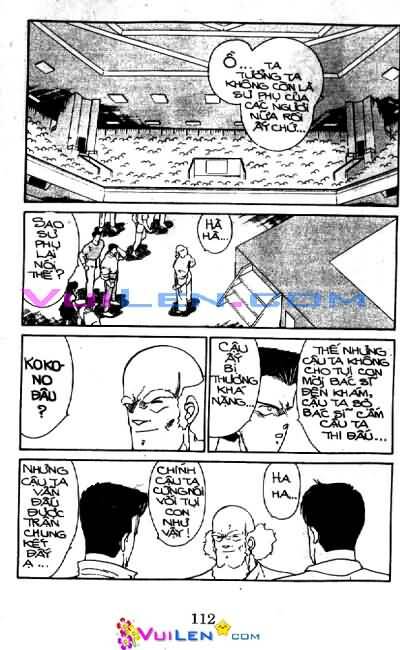 Ồ... TA
TƯỞNG TA
KHÔNG CÒN LÀ
SƯ PHỤ CỦA
CÁC NGƯƠI
NỮA RỒI
ẤY CHỨ...
HÀ
HÀ...
SAO
SƯ
PHỤ
LẠI
NÓI
THẾ?
VUILEN.COM
THẾ NHƯNG
CẬU TA KHÔNG
CHO TỤI CON
MỜI BÁC SĨ
ĐẾN KHÁM,
CẬU TA SỢ
BÁC SĨ CẤM
CẬU TA
THI ĐẤU...
CẬU
ẤY
BỊ
THƯƠNG
KHÁ
NẶNG...
KOKO-
NO
ĐÂU
?
HA
HA...
CHÍNH
CẬU TA
CŨNG NÓI
VỚI TỤI
CON
NHƯ
VẬY!
NHƯNG
CẬU TA
VẪN
ĐẤU
ĐƯỢC
TRẬN
CHUNG
KẾT
ĐẤY
Ạ...
112
VUILEN.COM